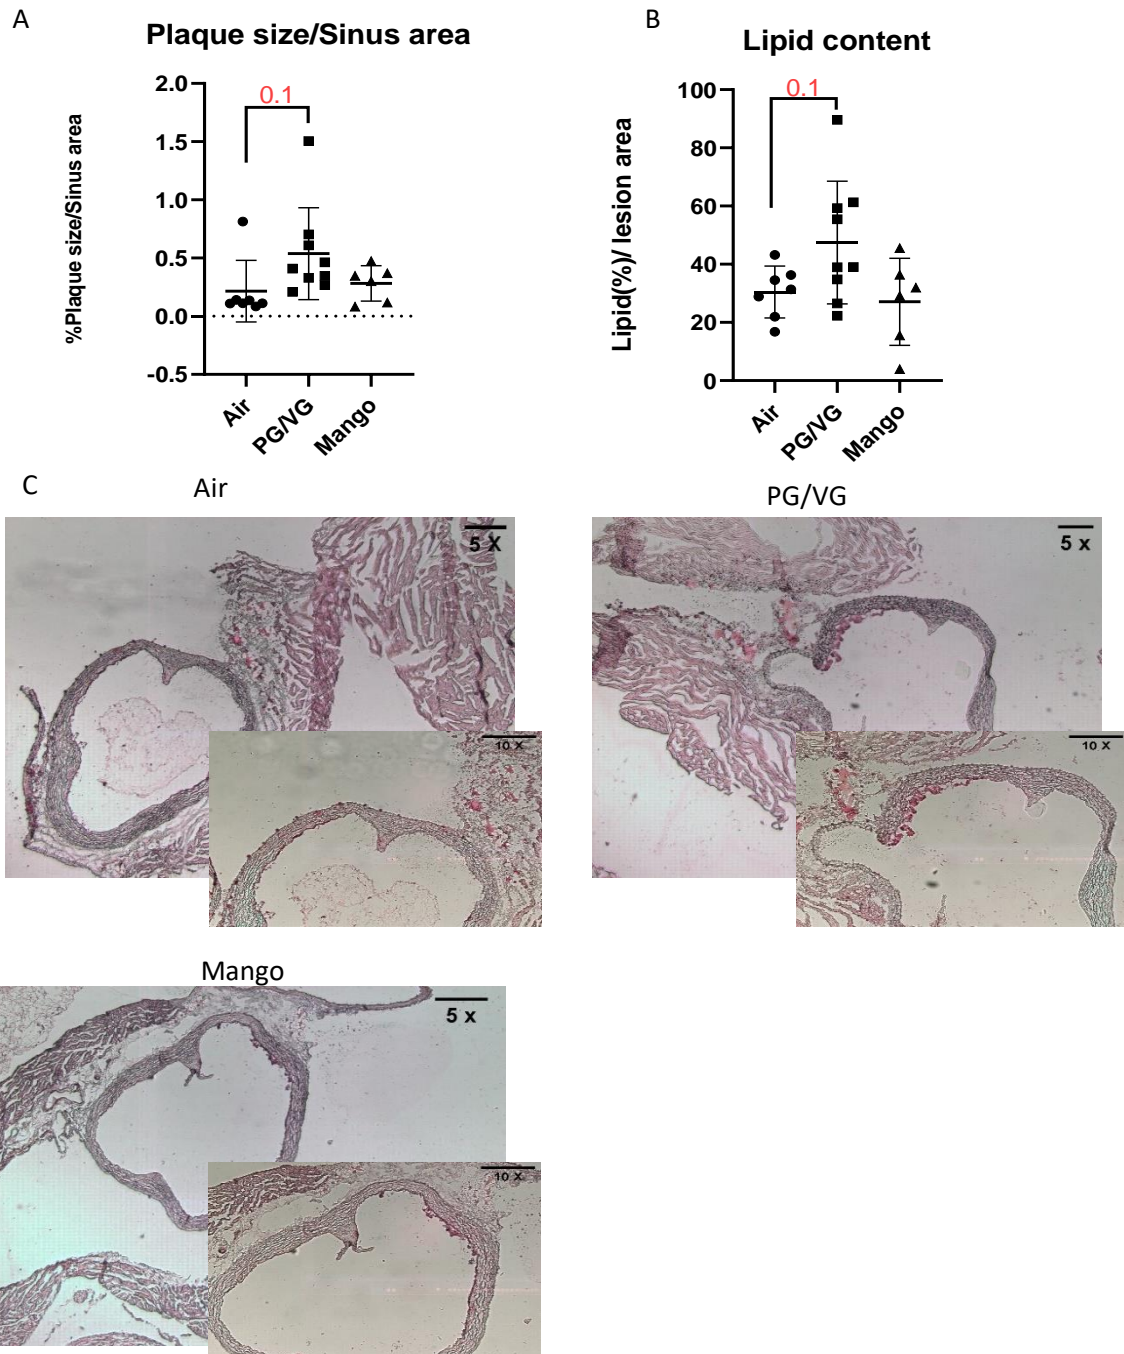 A
Plaque size/Sinus area
%Plaque size/Sinus area
2.0
1.5
1.0
0.5
0.0
-0.5
0.1
Air
PG/VG
Mango
B
Lipid content
Lipid(%)/ lesion area
100
80
60
40
20
0
0.1
Air
PG/VG
Mango
C
Air
5 X
10 X
PG/VG
5 x
10 X
Mango
5 x
10 X